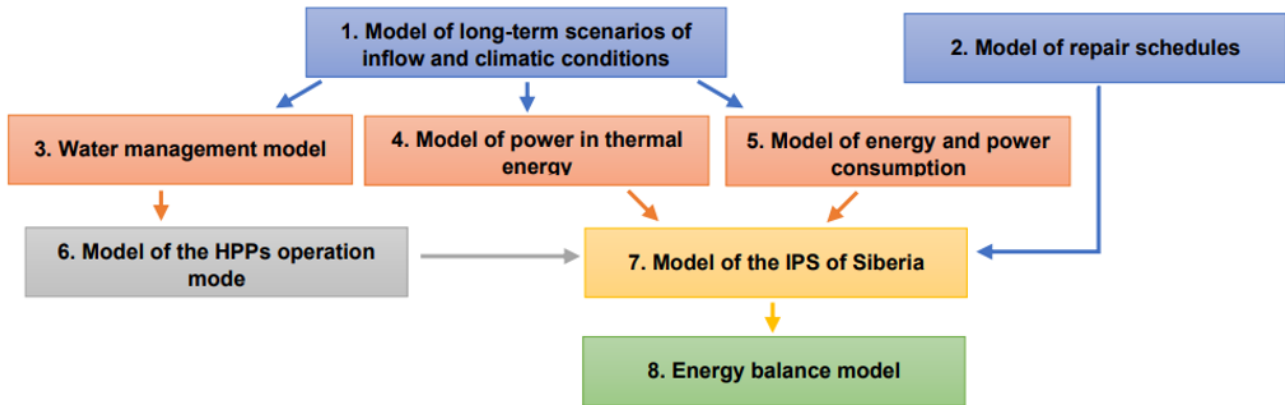 1. Model of long-term scenarios of
inflow and climatic conditions
2. Model of repair schedules
3. Water management model
4. Model of power in thermal
energy
5. Model of energy and power
consumption
6. Model of the HPPs operation
mode
7. Model of the IPS of Siberia
8. Energy balance model